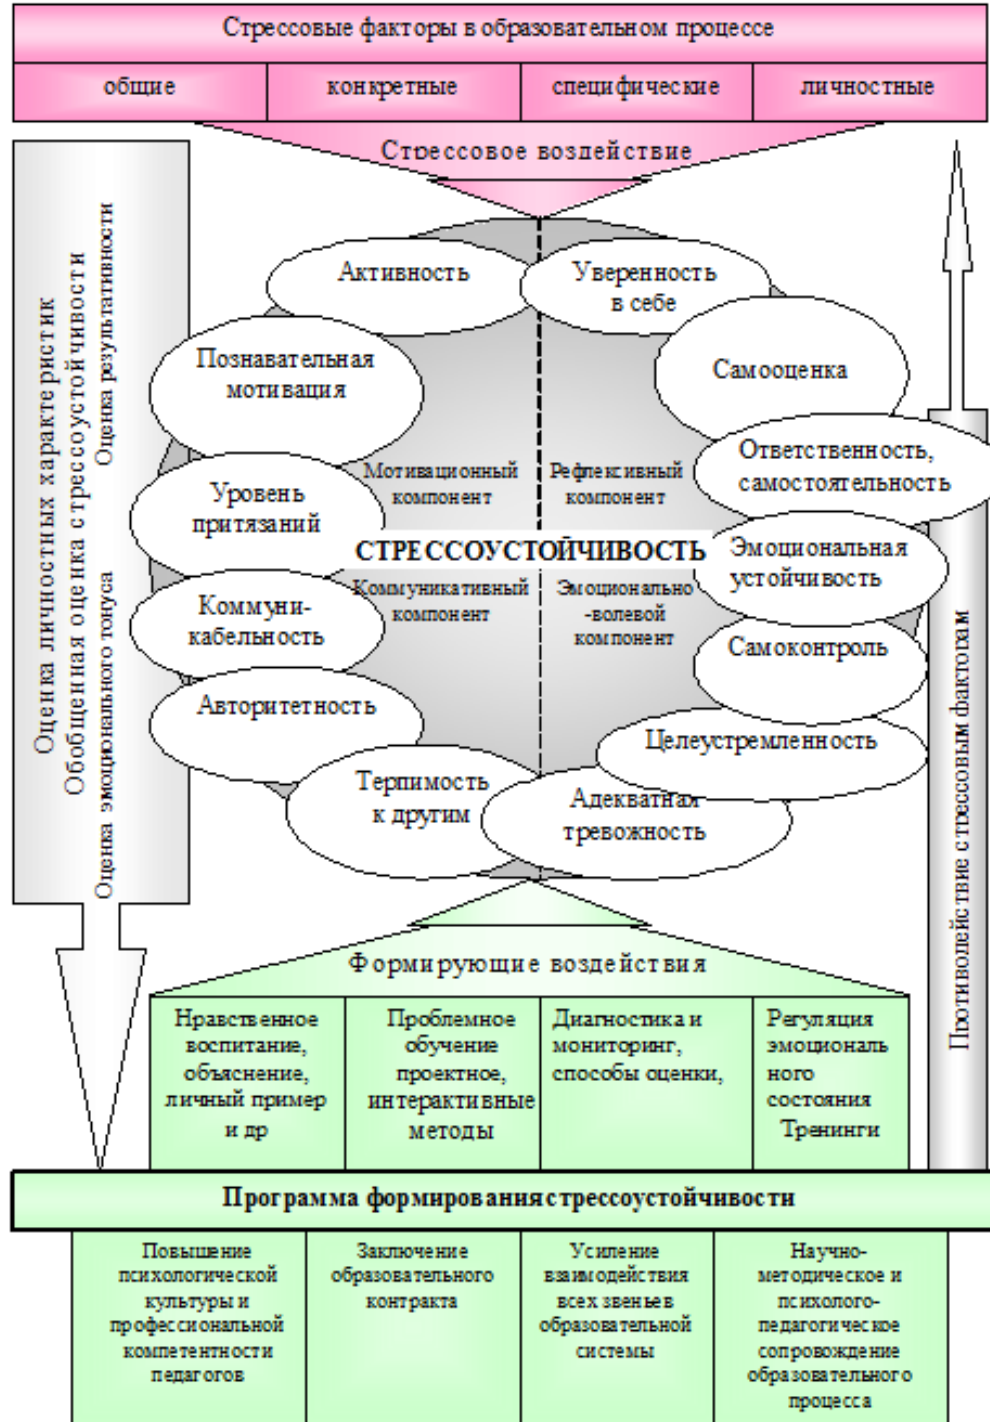 Стрессовые факторы в образовательном процессе
общие
конкретные
специфические
личностные
Стрессовое воздействие
Оценка личностных характеристик
Обобщенная оценка стрессоустойчивости
Оценка результативности
Оценка эмоционального тонуса
Активность
Уверенность
в себе
Познавательная
мотивация
Самооценка
Уровень
притязаний
Мотивационный
компонент
Рефлексивный
компонент
Ответственность,
самостоятельность
СТРЕССОУСТОЙЧИВОСТЬ
Эмоциональная
устойчивость
Коммуни-
кабельность
Коммуникативный
компонент
Эмоционально
-волевой
компонент
Самоконтроль
Авторитетность
Целеустремленность
Терпимость
к другим
Адекватная
тревожность
Противодействие стрессовым факторам
Формирующие воздействия
Нравственное
воспитание,
объяснение,
личный пример
и др
Проблемное
обучение
проектное,
интерактивные
методы
Диагностика и
мониторинг,
способы оценки,
Регуляция
эмоциональ
ного
состояния
Тренинги
Программа формирования стрессоустойчивости
Повышение
психологической
культуры и
профессиональной
компетентности
педагогов
Заключение
образовательного
контракта
Усиление
взаимодействия
всех звеньев
образовательной
системы
Научно-
методическое и
психолого-
педагогическое
сопровождение
образовательного
процесса